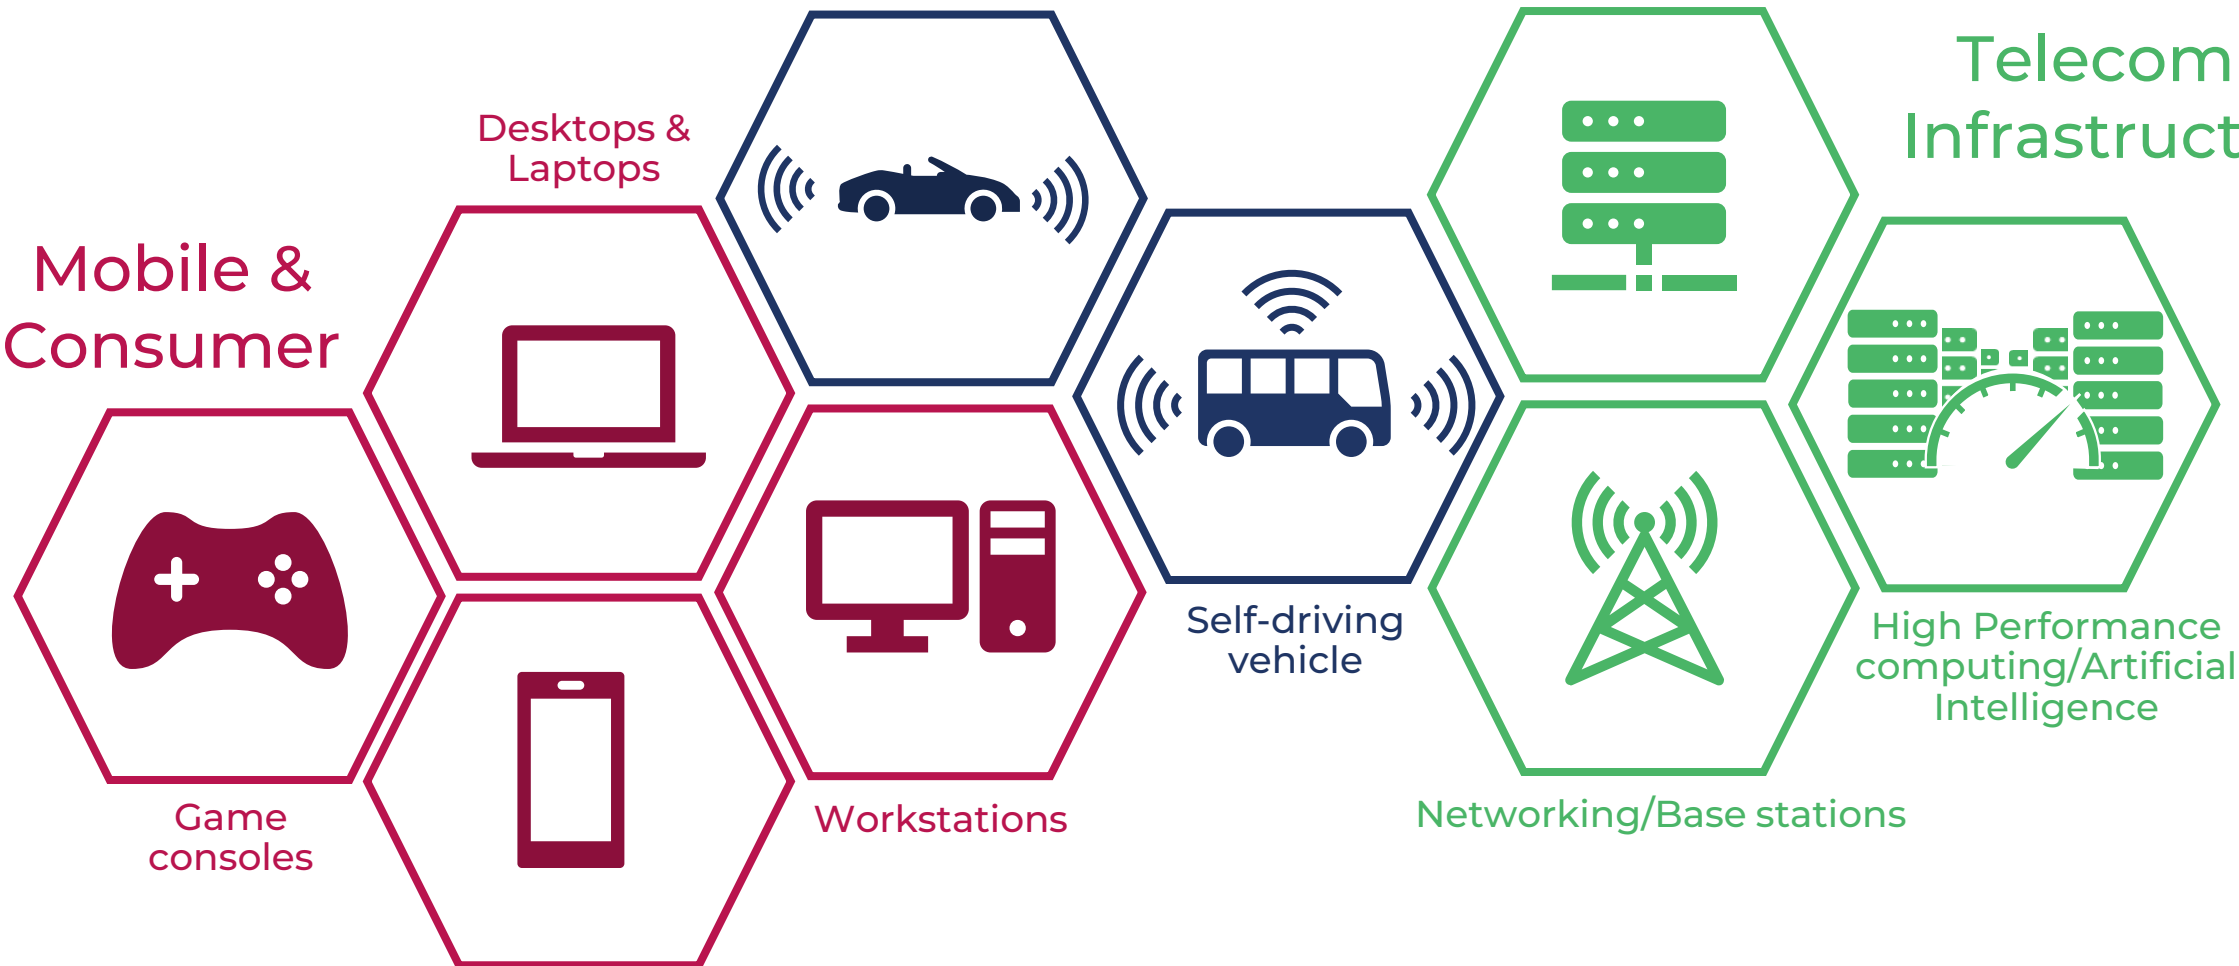 Mobile &
Consumer
Desktops &
Laptops
Game
consoles
Workstations
Self-driving
vehicle
Telecom
Infrastruct
Networking/Base stations
High Performance
computing/Artificial
Intelligence